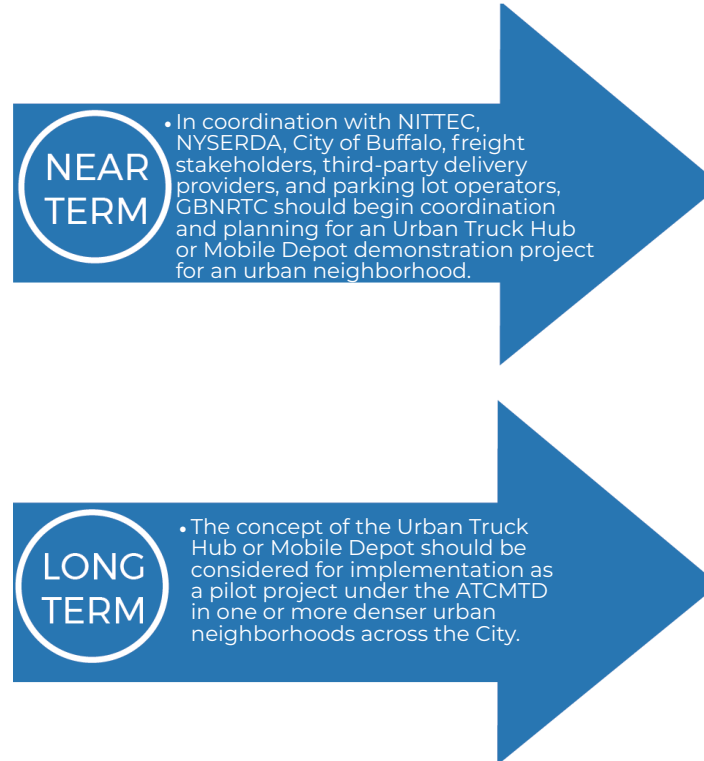 NEAR
TERM
• In coordination with NITTEC,
NYSERDA, City of Buffalo, freight
stakeholders, third-party delivery
providers, and parking lot operators,
GBNRTC should begin coordination
and planning for an Urban Truck Hub
or Mobile Depot demonstration project
for an urban neighborhood.
LONG
TERM
• The concept of the Urban Truck
Hub or Mobile Depot should be
considered for implementation as
a pilot project under the ATCMTD
in one or more denser urban
neighborhoods across the City.